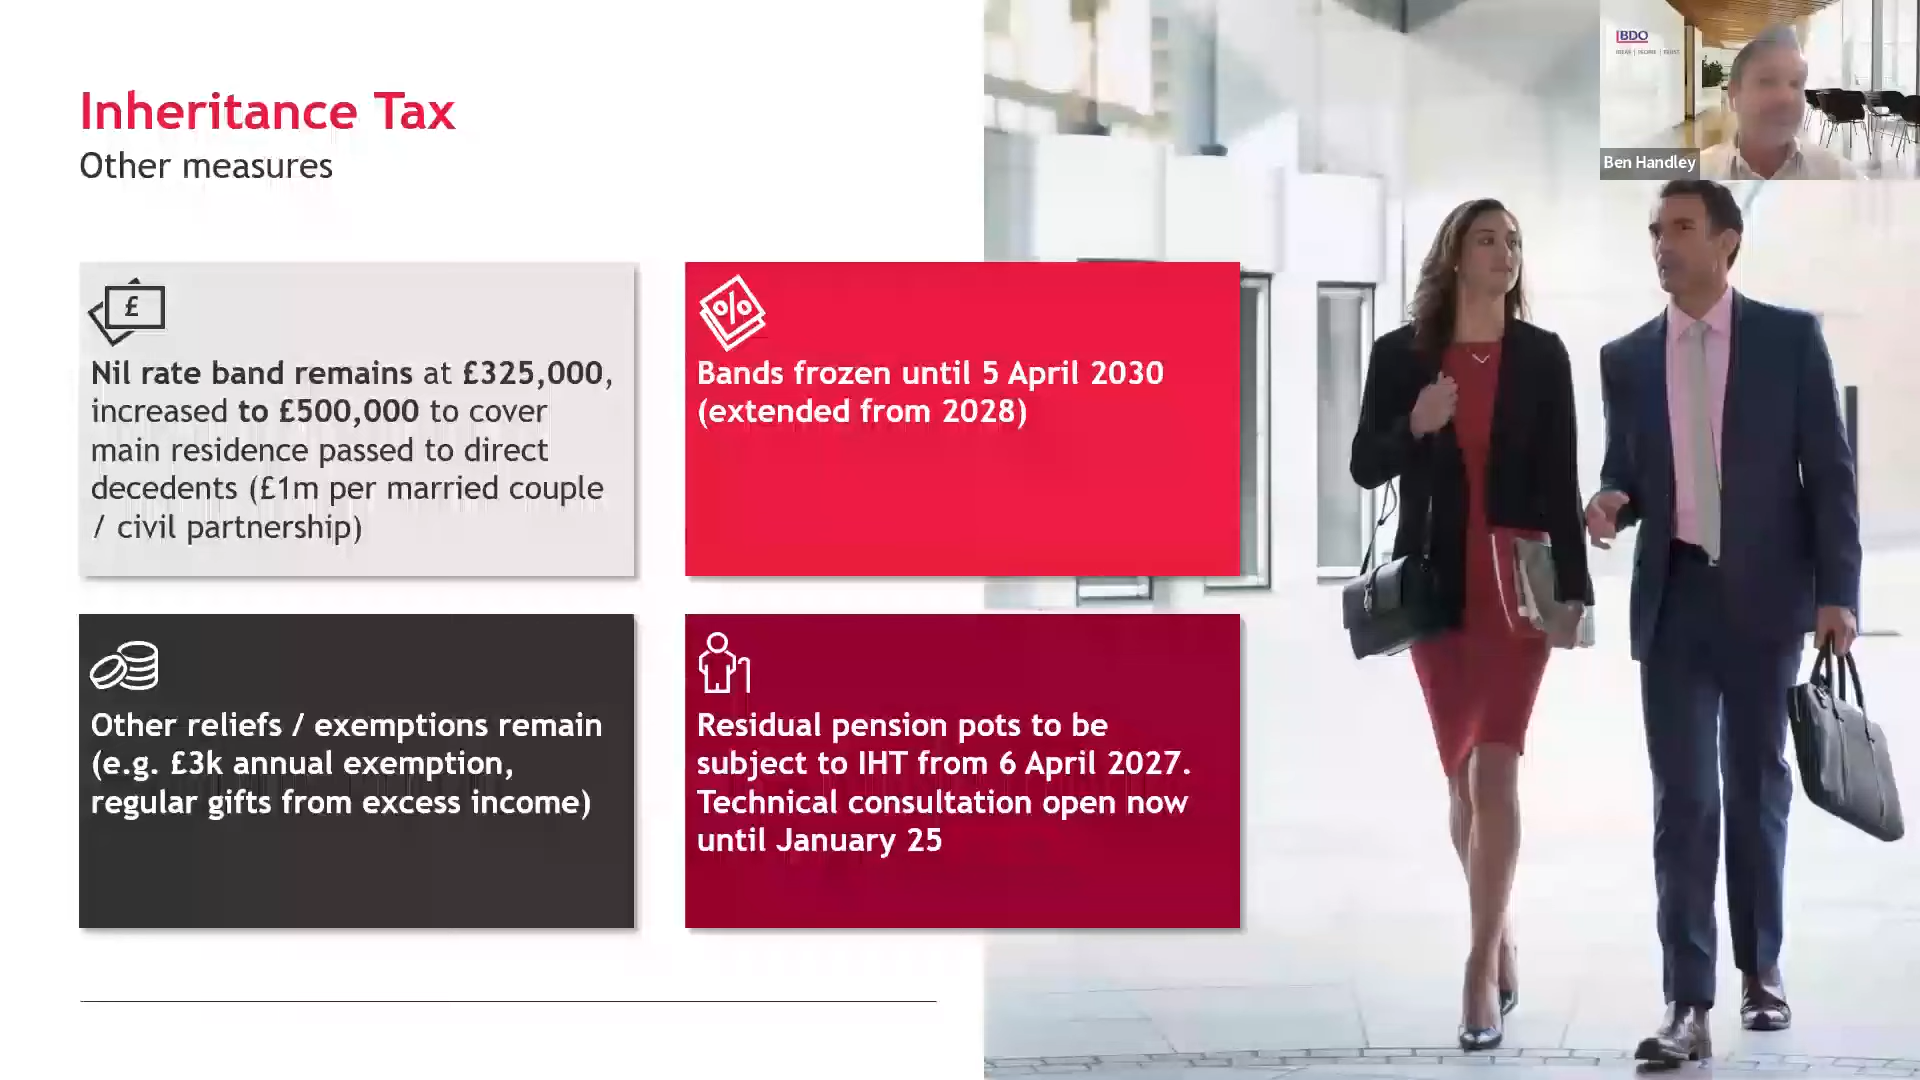 Inheritance Tax
Other measures
£
Nil rate band remains at £325,000,
increased to £500,000 to cover
main residence passed to direct
decedents (£1m per married couple
/ civil partnership)
%
Bands frozen until 5 April 2030
(extended from 2028)
Other reliefs / exemptions remain
(e.g. £3k annual exemption,
regular gifts from excess income)
Residual pension pots to be
subject to IHT from 6 April 2027.
Technical consultation open now
until January 25
BDO
Ben Handley